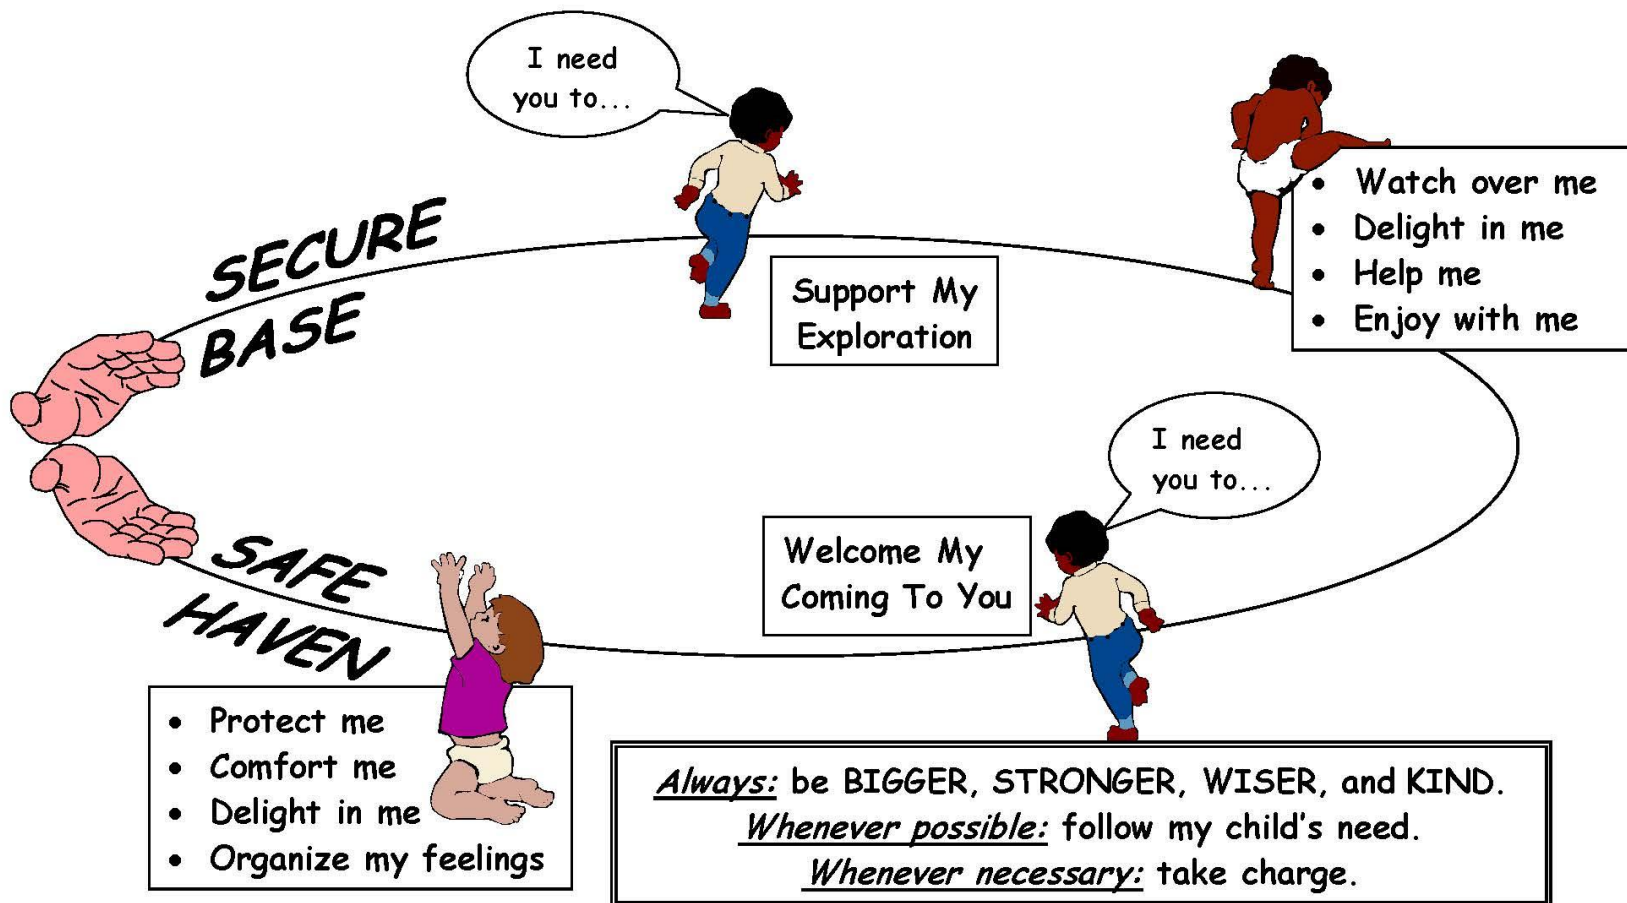 I need
you to...
SECURE
BASE
Support My
Exploration
• Watch over me
• Delight in me
• Help me
• Enjoy with me
I need
you to...
Welcome My
Coming To You
SAFE
HAVEN
• Protect me
• Comfort me
• Delight in me
• Organize my feelings
Always: be BIGGER, STRONGER, WISER, and KIND.
Whenever possible: follow my child's need.
Whenever necessary: take charge.